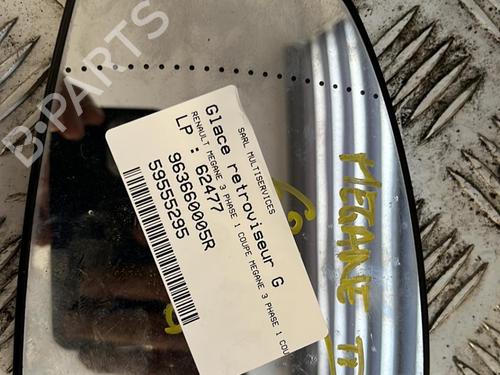 B-PARTS
SARL MULTISERVICES
Glace retroviseur G
RENAULT MEGANE 3 PHASE 1 COUPE MEGANE 3 PHASE 1 COU
LP : 62477
963660005R
59555295
MEGANE